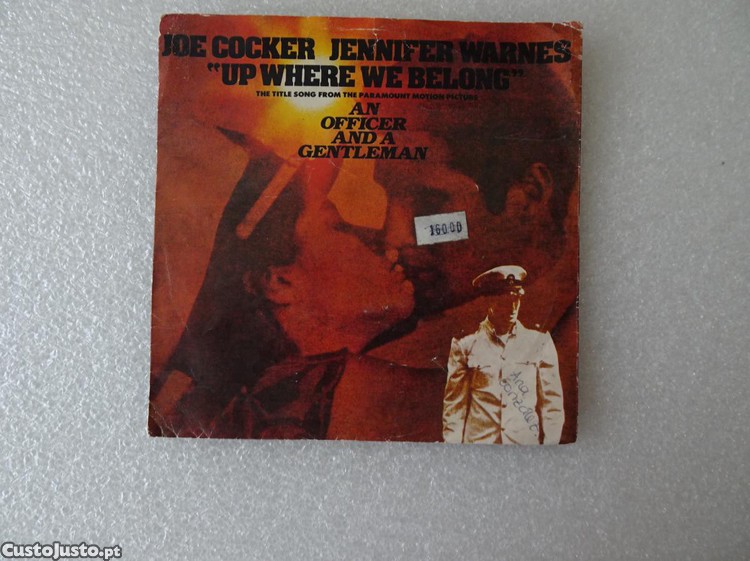 JOE COCKER JENNIFER WARNES
"UP WHERE WE BELONG"
THE TITLE SONG FROM THE PARAMOUNT MOTION PICTURE
AN
OFFICER
AND A
GENTLEMAN
160.00
Ana
CustoJusto.pt